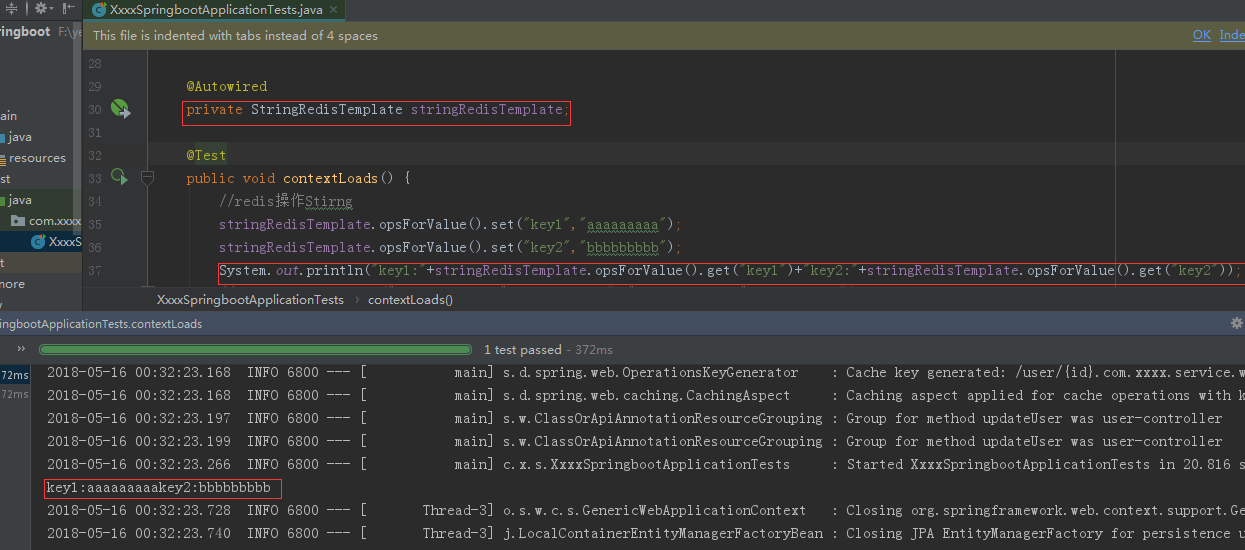 XxxxSpringbootApplicationTests.java
ringboot F:\ye
This file is indented with tabs instead of 4 spaces OK Inde
28
29 @Autowired
30 private StringRedisTemplate stringRedisTemplate;
31
32 @Test
33 public void contextLoads() {
34 //redis操作Stirng
35 stringRedisTemplate.opsForValue().set("key1","aaaaaaaaa");
36 stringRedisTemplate.opsForValue().set("key2","bbbbbbbbbb");
37 System.out.println("key1:"+stringRedisTemplate.opsForValue().get("key1")+"key2:"+stringRedisTemplate.opsForValue().get("key2"));
ain
java
resources
st
java
com.xxxx
XxxxS
t
nore
XxxxSpringbootApplicationTests › contextLoads()
ingbootApplicationTests.contextLoads
» 1 test passed - 372ms
72ms
72ms
2018-05-16 00:32:23.168 INFO 6800 --- [ main] s.d.spring.web.OperationsKeyGenerator : Cache key generated: /user/{id}.com.xxxx.service.w
2018-05-16 00:32:23.168 INFO 6800 --- [ main] s.d.spring.web.caching.CachingAspect : Caching aspect applied for cache operations with k
2018-05-16 00:32:23.197 INFO 6800 --- [ main] s.w.ClassOrApiAnnotationResourceGrouping : Group for method updateUser was user-controller
2018-05-16 00:32:23.199 INFO 6800 --- [ main] s.w.ClassOrApiAnnotationResourceGrouping : Group for method updateUser was user-controller
2018-05-16 00:32:23.266 INFO 6800 --- [ main] c.x.s.XxxxSpringbootApplicationTests : Started XxxxSpringbootApplicationTests in 20.816 s
key1:aaaaaaaaakey2:bbbbbbbbbb
2018-05-16 00:32:23.728 INFO 6800 --- [ Thread-3] o.s.w.c.s.GenericWebApplicationContext : Closing org.springframework.web.context.support.Ge
2018-05-16 00:32:23.740 INFO 6800 --- [ Thread-3] j.LocalContainerEntityManagerFactoryBean : Closing JPA EntityManagerFactory for persistence u